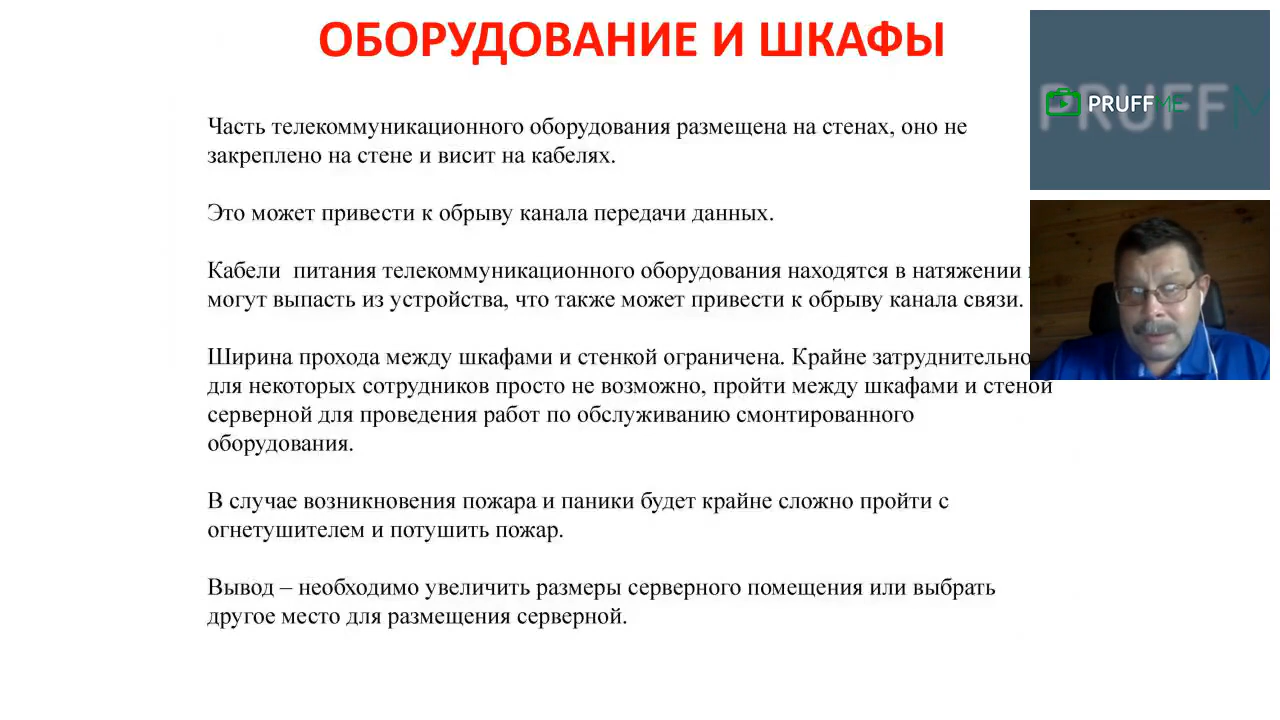 ОБОРУДОВАНИЕ И ШКАФЫ
Часть телекоммуникационного оборудования размещена на стенах, оно не
закреплено на стене и висит на кабелях.
Это может привести к обрыву канала передачи данных.
Кабели питания телекоммуникационного оборудования находятся в натяжении
могут выпасть из устройства, что также может привести к обрыву канала связи.
Ширина прохода между шкафами и стенкой ограничена. Крайне затруднительно
для некоторых сотрудников просто не возможно, пройти между шкафами и стеной
серверной для проведения работ по обслуживанию смонтированного
оборудования.
В случае возникновения пожара и паники будет крайне сложно пройти с
огнетушителем и потушить пожар.
Вывод – необходимо увеличить размеры серверного помещения или выбрать
другое место для размещения серверной.
PRUFFME
PRUFFM